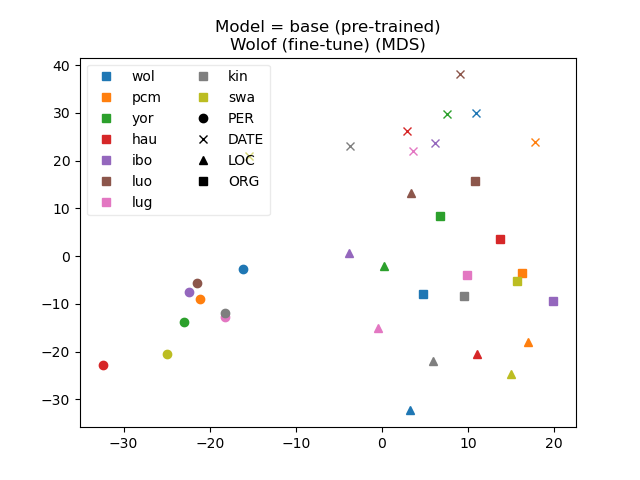 Model = base (pre-trained)
Wolof (fine-tune) (MDS)
wol
pcm
yor
hau
ibo
luo
lug
kin
swa
PER
DATE
LOC
ORG
40
30
20
10
0
−10
−20
−30
−30
−20
−10
0
10
20